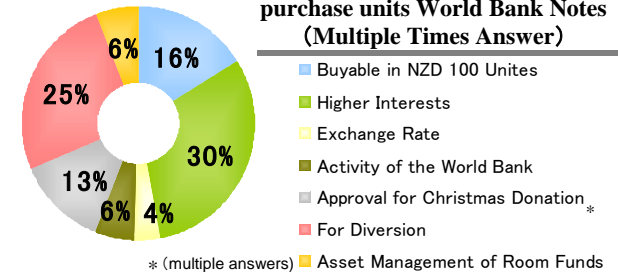 purchase units World Bank Notes
(Multiple Times Answer)
Buyable in NZD 100 Unites
Higher Interests
Exchange Rate
Activity of the World Bank
Approval for Christmas Donation *
For Diversion
Asset Management of Room Funds
16%
30%
4%
6%
13%
25%
6%
* (multiple answers)